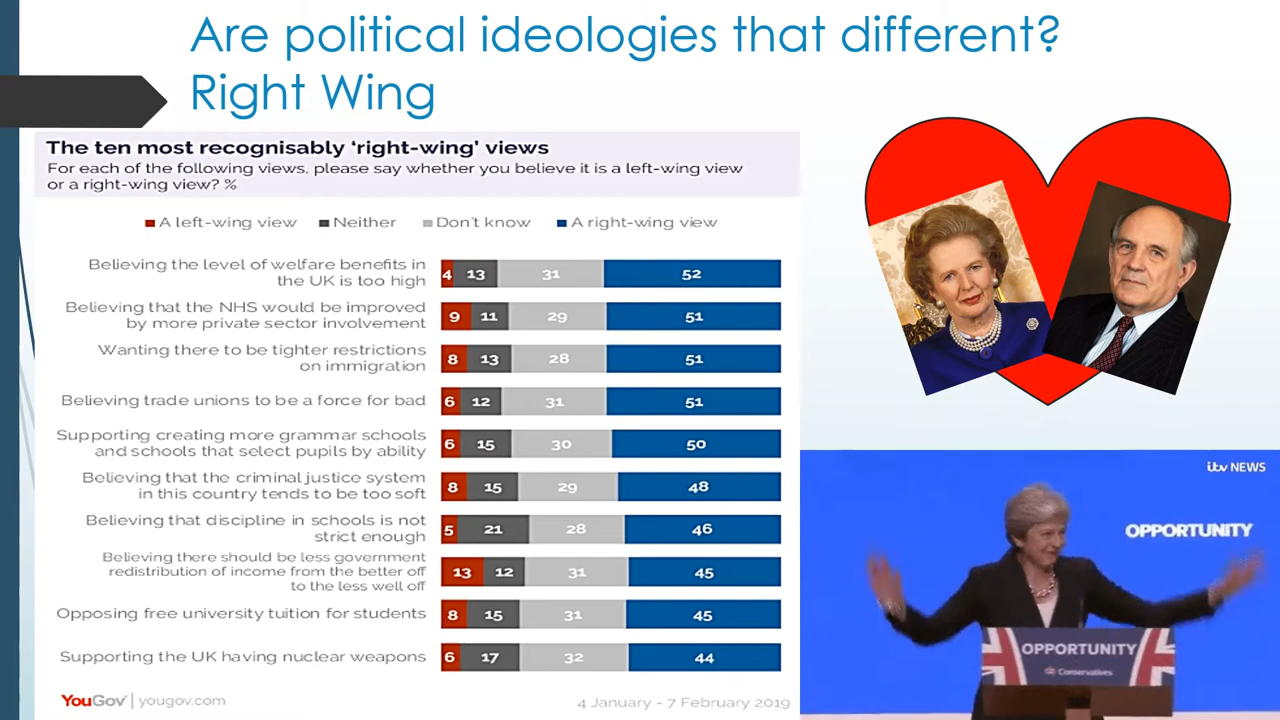 Are political ideologies that different?
Right Wing
The ten most recognisably ‘right-wing’ views
For each of the following views, please say whether you believe it is a left-wing view
or a right-wing view? %
A left-wing view Neither Don't know A right-wing view
Believing the level of welfare benefits in
the UK is too high
4 13 31 52
Believing that the NHS would be improved
by more private sector involvement
9 11 29 51
Wanting there to be tighter restrictions
on immigration
8 13 28 51
Believing trade unions to be a force for bad
6 12 31 51
Supporting creating more grammar schools
and schools that select pupils by ability
6 15 30 50
Believing that the criminal justice system
in this country tends to be too soft
8 15 29 48
Believing that discipline in schools is not
strict enough
5 21 28 46
Believing there should be less government
redistribution of income from the better off
to the less well off
13 12 31 45
Opposing free university tuition for students
8 15 31 45
Supporting the UK having nuclear weapons
6 17 32 44
YouGov | yougov.com
4 January - 7 February 2019
itv NEWS
OPPORTUNITY
OPPORTUNITY
Conservatives